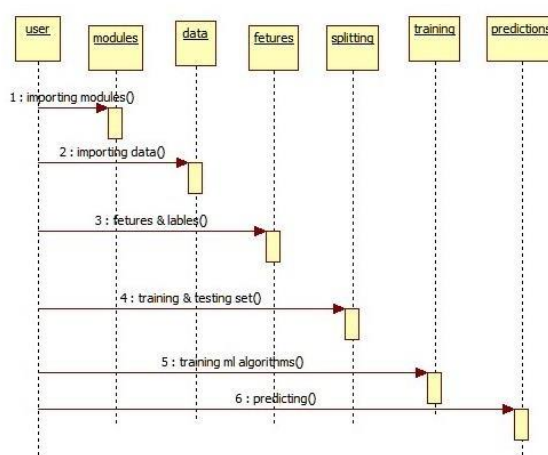 user
modules
data
fetures
splitting
training
predictions
1 : importing modules()
2 : importing data()
3 : fetures & lables()
4 : training & testing set()
5 : training ml algorithms()
6 : predicting()